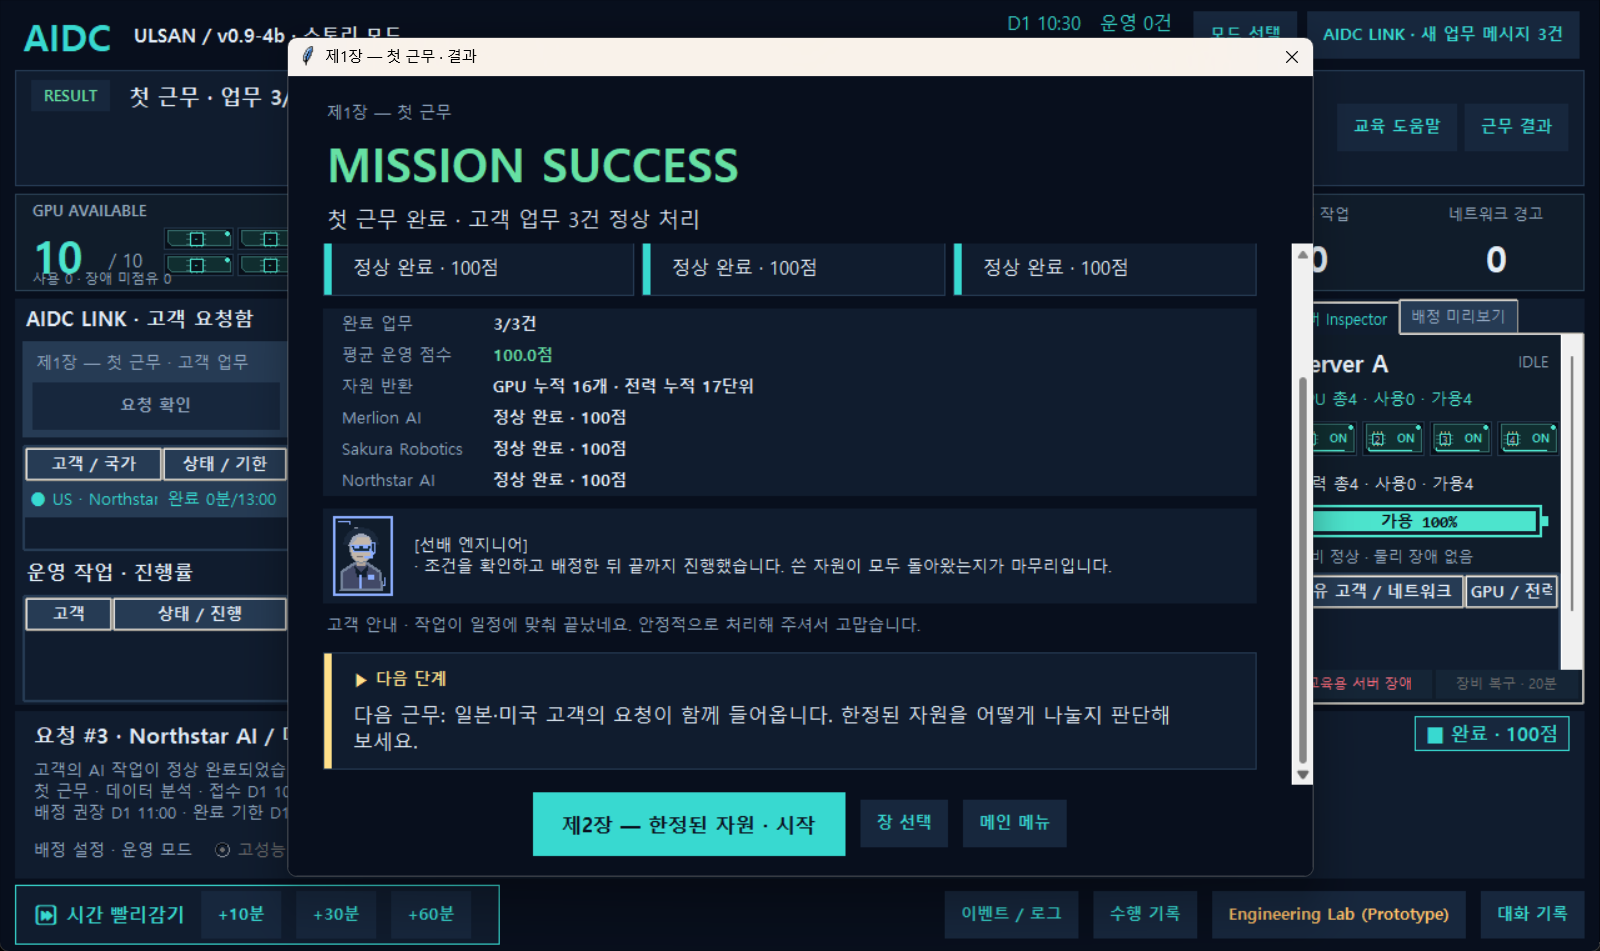 AIDC
ULSAN / v0.9-4b · 스토리 모드
D1 10:30 운영 0건
모드 선택
AIDC LINK · 새 업무 메시지 3건
RESULT
첫 근무 · 업무 3/
교육 도움말
근무 결과
GPU AVAILABLE
10 / 10
사용 0 · 장애 미점유 0
작업
0
네트워크 경고
0
AIDC LINK · 고객 요청함
제1장 — 첫 근무 · 고객 업무
요청 확인
고객 / 국가
상태 / 기한
US · Northstar 완료 0분/13:00
운영 작업 · 진행률
고객
상태 / 진행
요청 #3 · Northstar AI /
고객의 AI 작업이 정상 완료되었습
첫 근무 · 데이터 분석 · 접수 D1 10
배정 권장 D1 11:00 · 완료 기한 D1
배정 설정 · 운영 모드
고성능
제1장 — 첫 근무 · 결과
제1장 — 첫 근무
MISSION SUCCESS
첫 근무 완료 · 고객 업무 3건 정상 처리
정상 완료 · 100점
정상 완료 · 100점
정상 완료 · 100점
완료 업무 3/3건
평균 운영 점수 100.0점
자원 반환 GPU 누적 16개 · 전력 누적 17단위
Merlion AI 정상 완료 · 100점
Sakura Robotics 정상 완료 · 100점
Northstar AI 정상 완료 · 100점
[선배 엔지니어]
· 조건을 확인하고 배정한 뒤 끝까지 진행했습니다. 쓴 자원이 모두 돌아왔는지가 마무리입니다.
고객 안내 · 작업이 일정에 맞춰 끝났네요. 안정적으로 처리해 주셔서 고맙습니다.
▶ 다음 단계
다음 근무: 일본·미국 고객의 요청이 함께 들어옵니다. 한정된 자원을 어떻게 나눌지 판단해
보세요.
제2장 — 한정된 자원 · 시작
장 선택
메인 메뉴
Inspector
배정 미리보기
erver A
IDLE
U 총4 · 사용0 · 가용4
ON
2 ON
3 ON
4 ON
력 총4 · 사용0 · 가용4
가용 100%
비 정상 · 물리 장애 없음
유 고객 / 네트워크
GPU / 전력
교육용 서버 장애
장비 복구 · 20분
완료 · 100점
시간 빨리감기
+10분
+30분
+60분
이벤트 / 로그
수행 기록
Engineering Lab (Prototype)
대화 기록